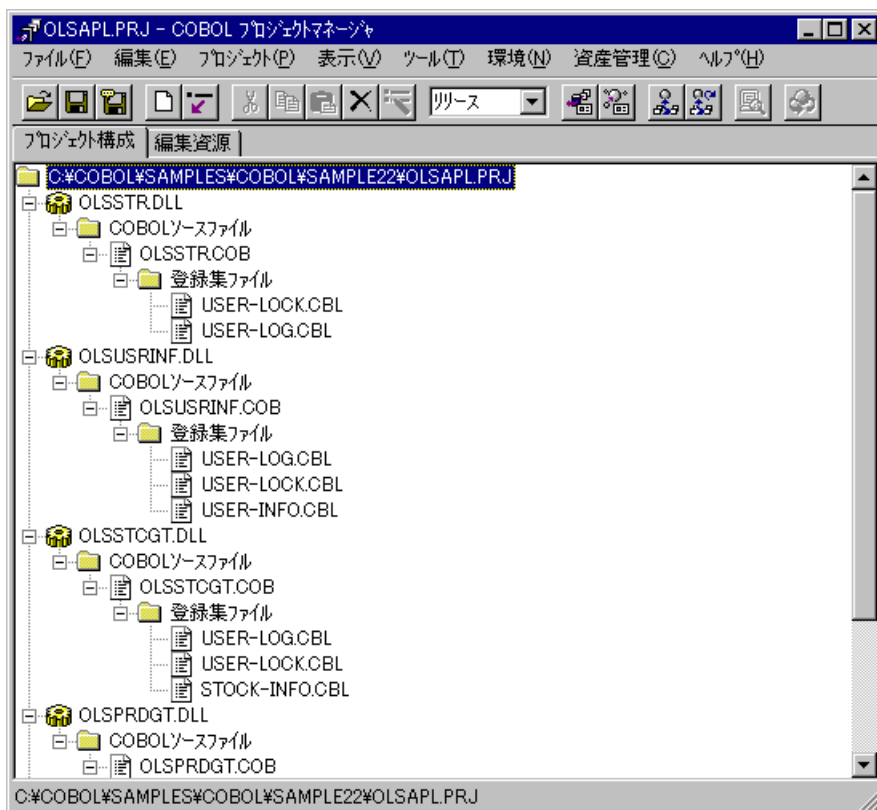 OLSAPL.PRJ - COBOL ﾌﾟﾛｼﾞｪｸﾄﾏﾈｰｼﾞｬ
ﾌｧｲﾙ(F) 編集(E) ﾌﾟﾛｼﾞｪｸﾄ(P) 表示(V) ﾂｰﾙ(T) 環境(N) 資産管理(C) ﾍﾙﾌﾟ(H)
ﾘﾘｰｽ
ﾌﾟﾛｼﾞｪｸﾄ構成 編集資源
C:¥COBOL¥SAMPLES¥COBOL¥SAMPLE22¥OLSAPL.PRJ
OLSSTR.DLL
COBOLｿｰｽﾌｧｲﾙ
OLSSTR.COB
登録集ﾌｧｲﾙ
USER-LOCK.CBL
USER-LOG.CBL
OLSUSRINF.DLL
COBOLｿｰｽﾌｧｲﾙ
OLSUSRINF.COB
登録集ﾌｧｲﾙ
USER-LOG.CBL
USER-LOCK.CBL
USER-INFO.CBL
OLSSTCGT.DLL
COBOLｿｰｽﾌｧｲﾙ
OLSSTCGT.COB
登録集ﾌｧｲﾙ
USER-LOG.CBL
USER-LOCK.CBL
STOCK-INFO.CBL
OLSPRDGT.DLL
COBOLｿｰｽﾌｧｲﾙ
OLSPRDGT.COB
C:¥COBOL¥SAMPLES¥COBOL¥SAMPLE22¥OLSAPL.PRJ